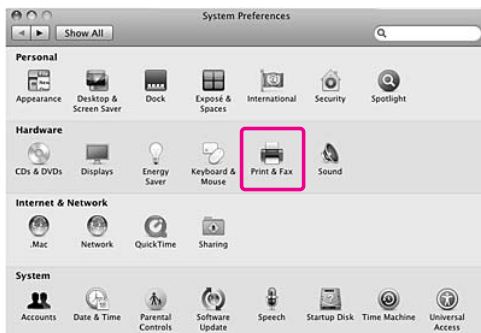 System Preferences
Show All
Personal
Appearance
Desktop &
Screen Saver
Dock
Exposé &
Spaces
International
Security
Spotlight
Hardware
CDs & DVDs
Displays
Energy
Saver
Keyboard &
Mouse
Print & Fax
Sound
Internet & Network
.Mac
Network
QuickTime
Sharing
System
Accounts
Date & Time
Parental
Controls
Software
Update
Speech
Startup Disk
Time Machine
Universal
Access